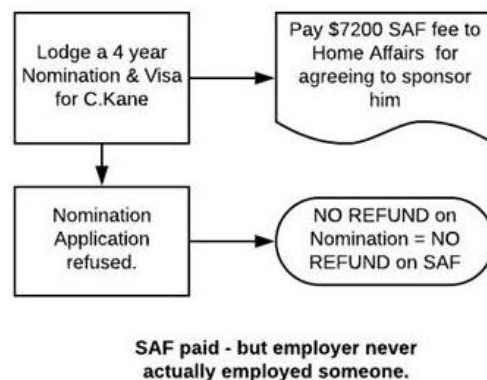 Lodge a 4 year
Nomination & Visa
for C.Kane
Pay $7200 SAF fee to
Home Affairs for
agreeing to sponsor
him
Nomination
Application
refused.
NO REFUND on
Nomination = NO
REFUND on SAF
SAF paid - but employer never
actually employed someone.